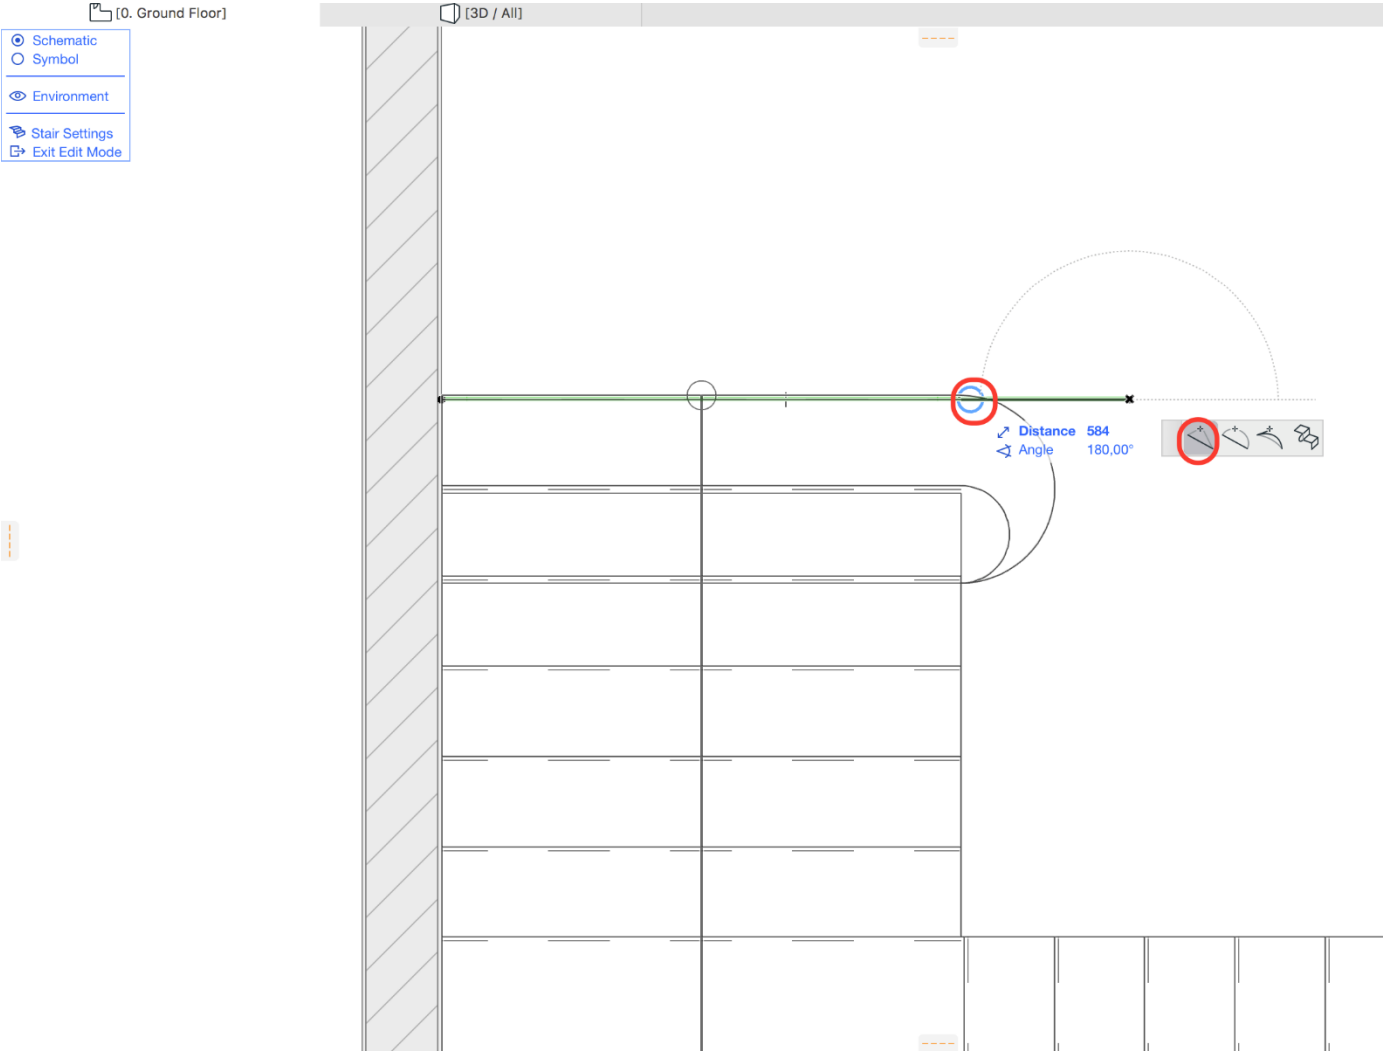 [0. Ground Floor]
[3D / All]
Schematic
Symbol
Environment
Stair Settings
Exit Edit Mode
Distance 584
Angle 180,00°